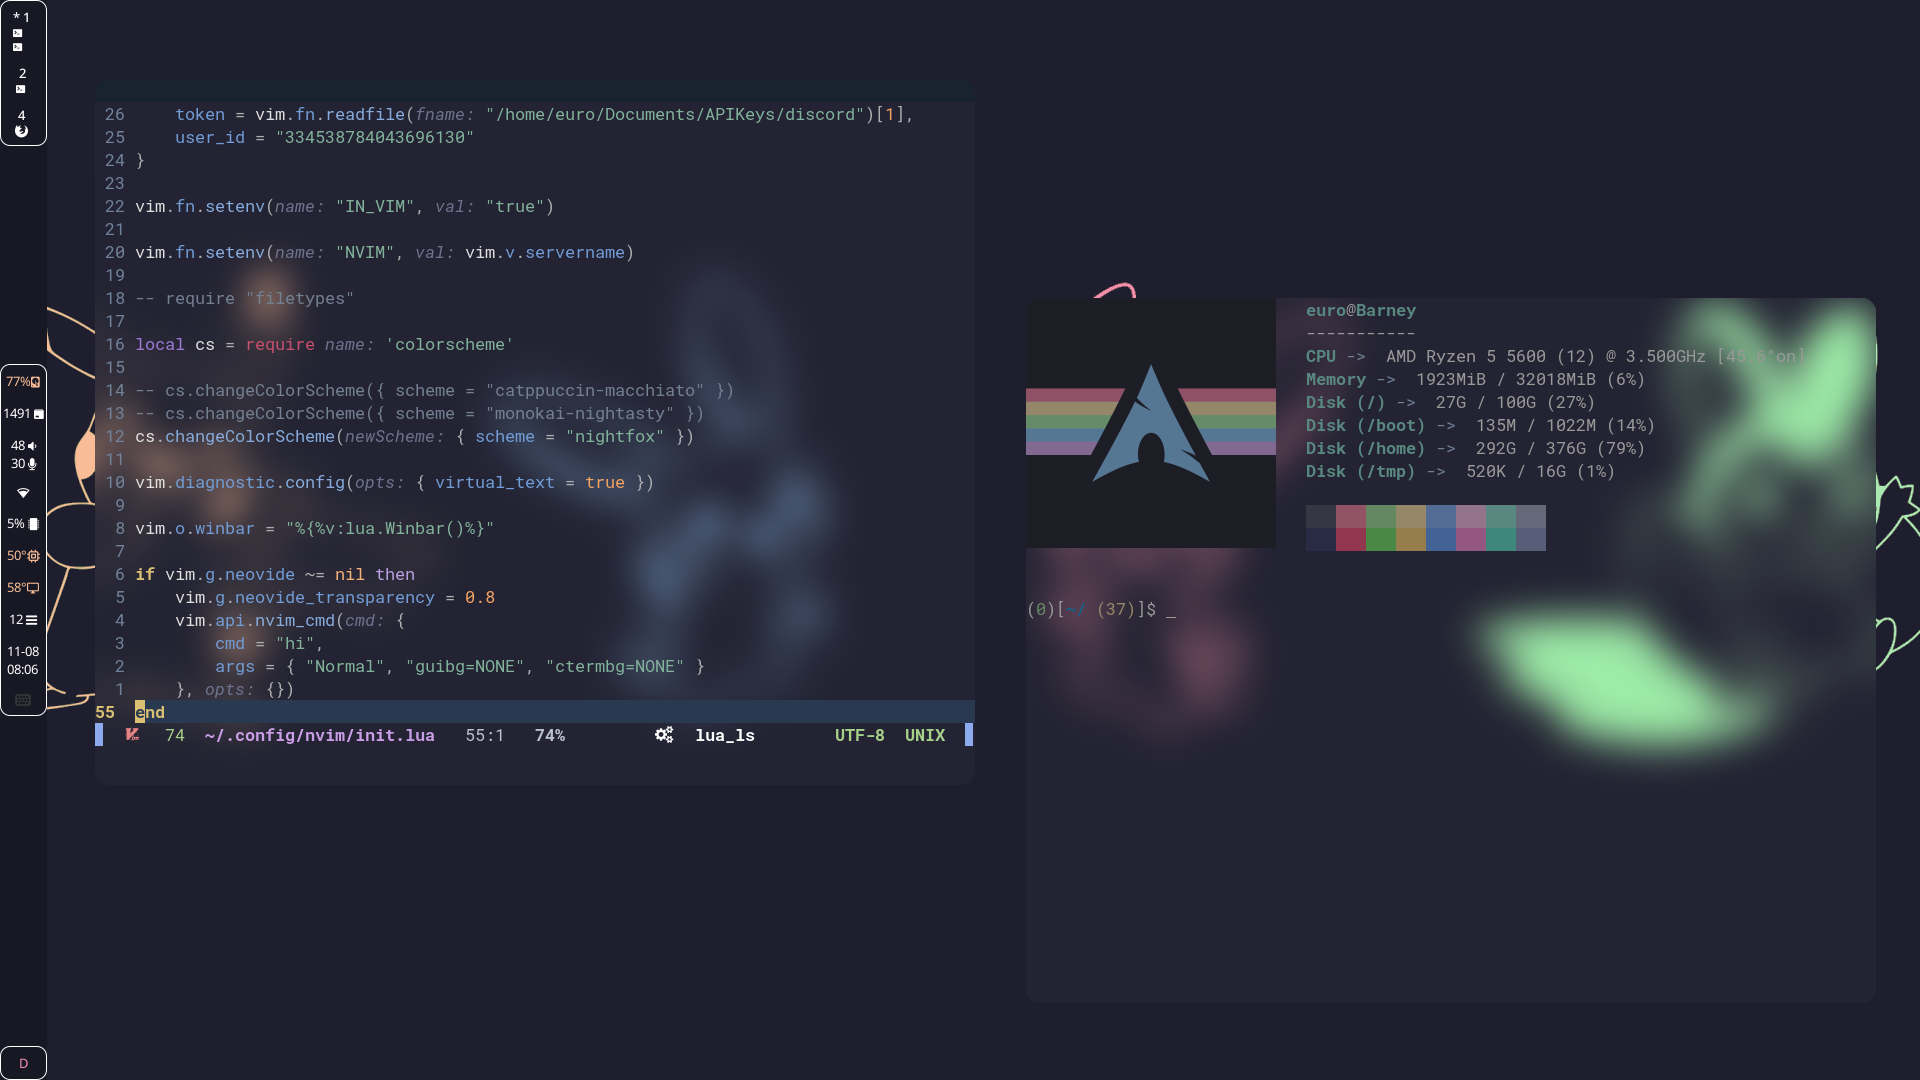 * 1
2
4
77%
1491
48
30
5%
50°
58°
12
11-08
08:06
D
26 token = vim.fn.readfile(fname: "/home/euro/Documents/APIKeys/discord")[1],
25 user_id = "334538784043696130"
24 }
23
22 vim.fn.setenv(name: "IN_VIM", val: "true")
21
20 vim.fn.setenv(name: "NVIM", val: vim.v.servername)
19
18 -- require "filetypes"
17
16 local cs = require name: 'colorscheme'
15
14 -- cs.changeColorScheme({ scheme = "catppuccin-macchiato" })
13 -- cs.changeColorScheme({ scheme = "monokai-nightasty" })
12 cs.changeColorScheme(newScheme: { scheme = "nightfox" })
11
10 vim.diagnostic.config(opts: { virtual_text = true })
9
8 vim.o.winbar = "%{%v:lua.Winbar()%}"
7
6 if vim.g.neovide ~= nil then
5 vim.g.neovide_transparency = 0.8
4 vim.api.nvim_cmd(cmd: {
3 cmd = "hi",
2 args = { "Normal", "guibg=NONE", "ctermbg=NONE" }
1 }, opts: {})
55 end
74 ~/.config/nvim/init.lua 55:1 74% lua_ls UTF-8 UNIX
euro@Barney
-----------
CPU -> AMD Ryzen 5 5600 (12) @ 3.500GHz [45.6°on]
Memory -> 1923MiB / 32018MiB (6%)
Disk (/) -> 27G / 100G (27%)
Disk (/boot) -> 135M / 1022M (14%)
Disk (/home) -> 292G / 376G (79%)
Disk (/tmp) -> 520K / 16G (1%)
(0)[~/ (37)]$ _